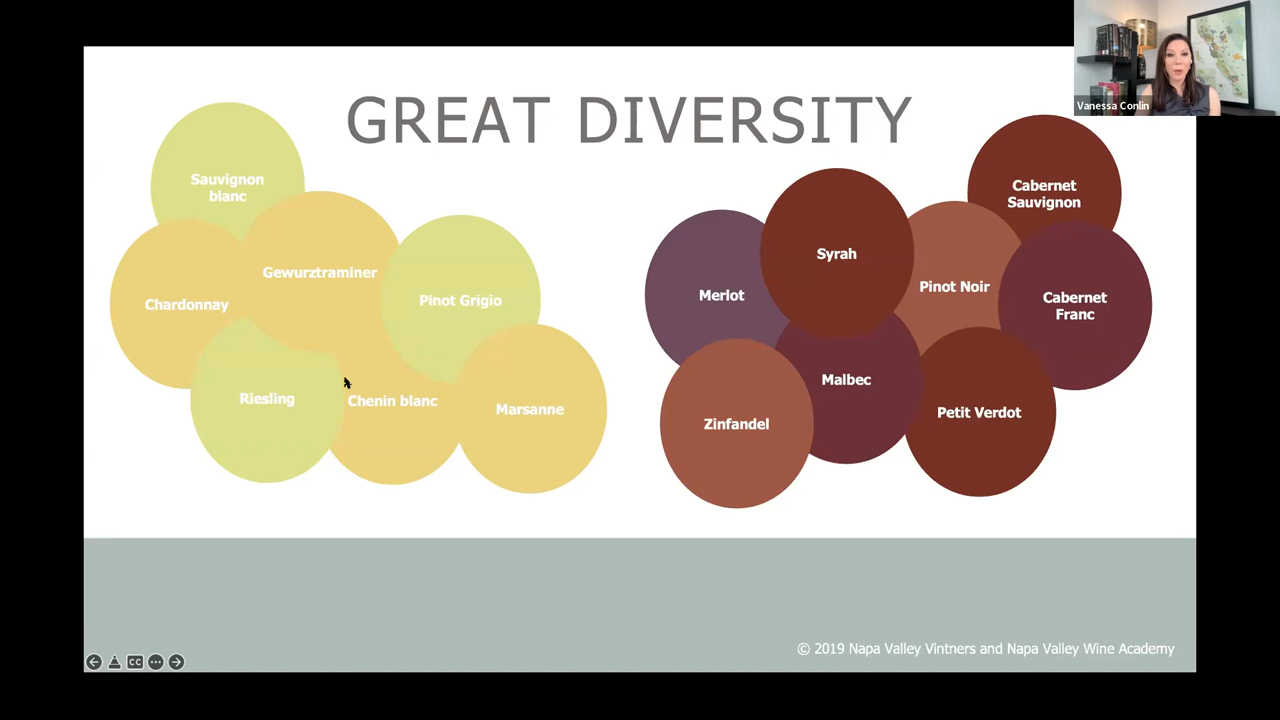 GREAT DIVERSITY
Vanessa Conlin
Sauvignon
blanc
Gewurztraminer
Chardonnay
Pinot Grigio
Riesling
Chenin blanc
Marsanne
Cabernet
Sauvignon
Syrah
Pinot Noir
Merlot
Cabernet
Franc
Malbec
Petit Verdot
Zinfandel
CC
© 2019 Napa Valley Vintners and Napa Valley Wine Academy